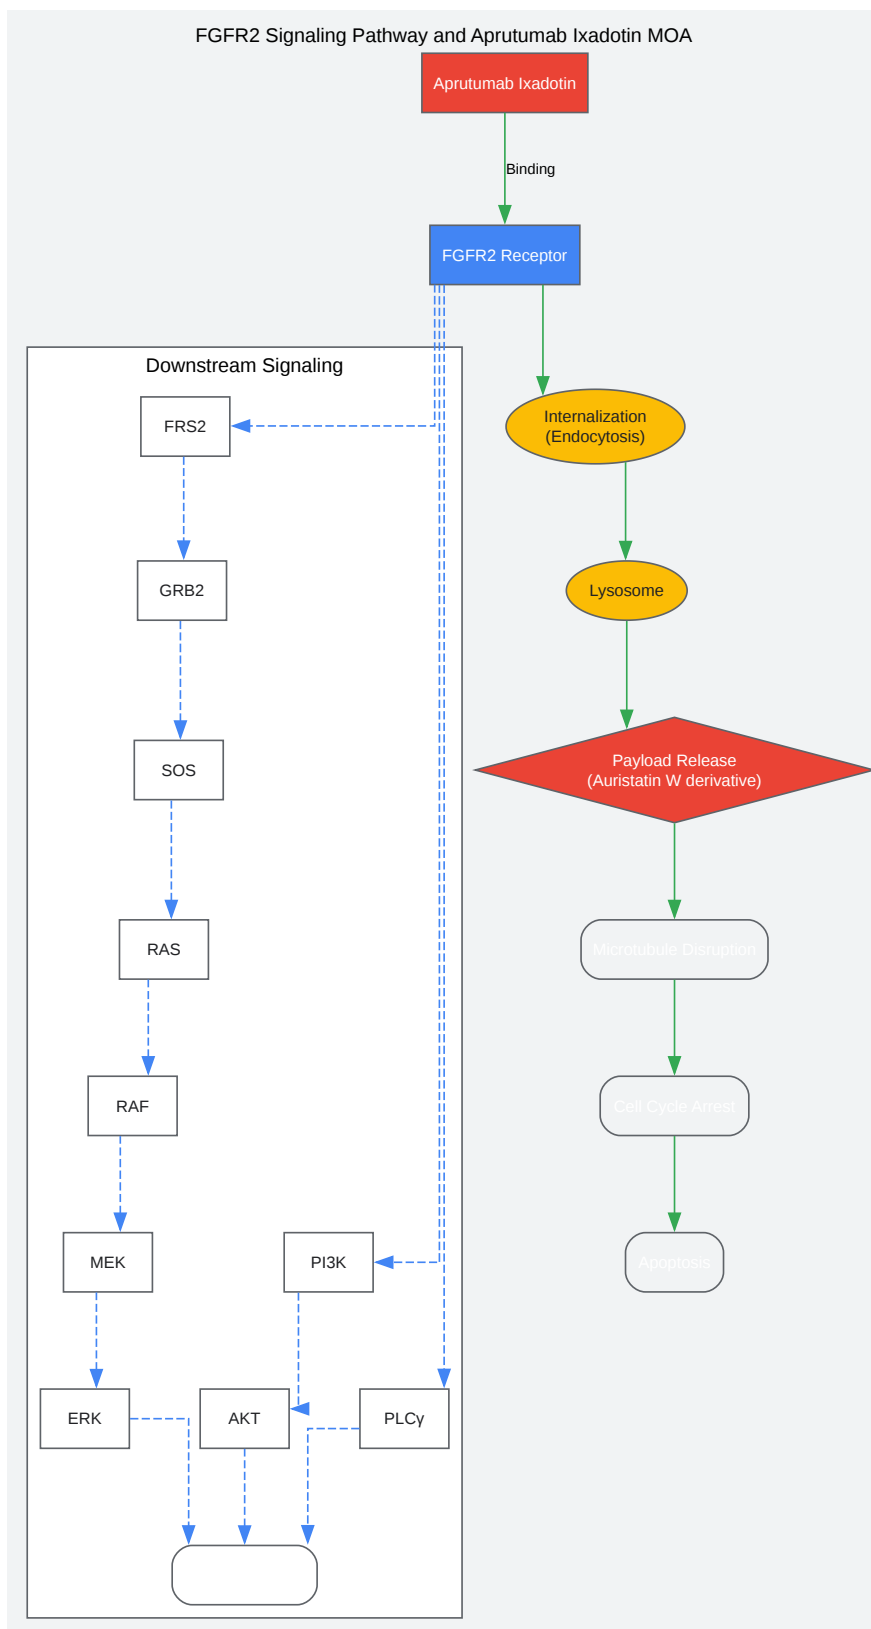 FGFR2 Signaling Pathway and Aprutumab Ixadotin MOA
Aprutumab Ixadotin
Binding
FGFR2 Receptor
Downstream Signaling
FRS2
Internalization
(Endocytosis)
GRB2
Lysosome
SOS
Payload Release
(Auristatin W derivative)
RAS
Microtubule Disruption
RAF
Cell Cycle Arrest
MEK
PI3K
Apoptosis
ERK
AKT
PLCγ